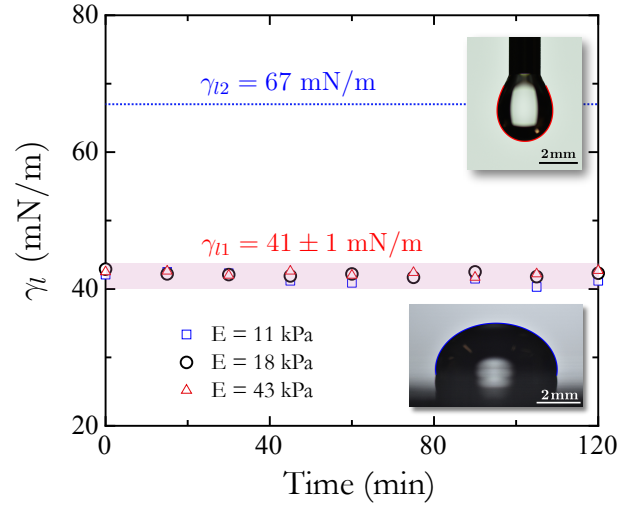 80
60
40
20
γl (mN/m)
γl2 = 67 mN/m
2mm
γl1 = 41 ± 1 mN/m
E = 11 kPa
E = 18 kPa
E = 43 kPa
2mm
0
40
80
120
Time (min)